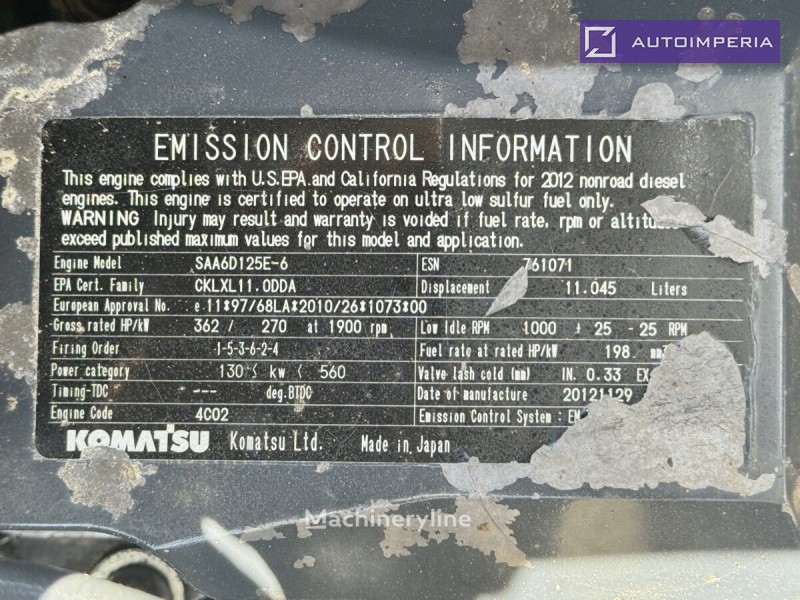 AUTOIMPERIA
EMISSION CONTROL INFORMATION
This engine complies with U.S.EPA and California Regulations for 2012 nonroad diesel
engines. This engine is certified to operate on ultra low sulfur fuel only.
WARNING Injury may result and warranty is voided if fuel rate, rpm or altitu
exceed published maximum values for this model and application.
Engine Model SAA6D125E-6 ESN 761071
EPA Cert. Family CKLXL11.0DDA Displacement 11.045 Liters
European Approval No. e 11*97/68LA*2010/26*1073*00
Gross rated HP/kW 362 / 270 at 1900 rpm Low Idle RPM 1000 + 25 - 25 RPM
Firing Order 1-5-3-6-2-4 Fuel rate at rated HP/kW 198. mm
Power category 130 ≤ kw ≤ 560 Valve lash cold (mm) IN. 0.33 EX
Timing-TDC --- deg.BTDC Date of manufacture 20121129
Engine Code 4C02 Emission Control System : EM
KOMATSU Komatsu Ltd. Made in Japan
Machineryline